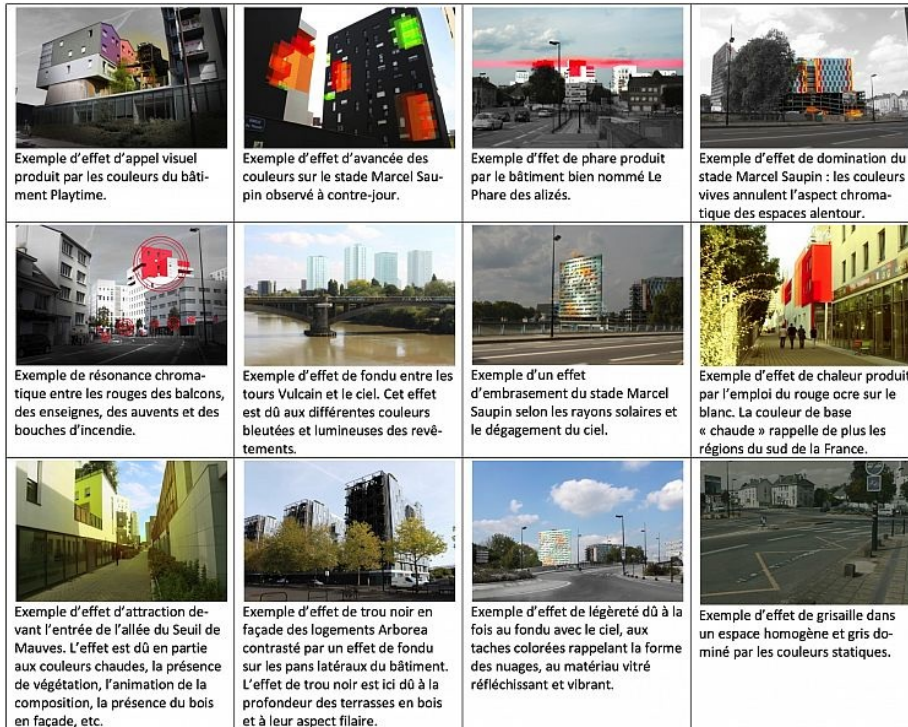 Exemple d'effet d'appel visuel
produit par les couleurs du bâti-
ment Playtime.
Exemple d'effet d'avancée des
couleurs sur le stade Marcel Sau-
pin observé à contre-jour.
Exemple d'ffet de phare produit
par le bâtiment bien nommé Le
Phare des alizés.
Exemple d'effet de domination du
stade Marcel Saupin : les couleurs
vives annulent l'aspect chroma-
tique des espaces alentour.
Exemple de résonance chroma-
tique entre les rouges des balcons,
des enseignes, des auvents et des
bouches d'incendie.
Exemple d'effet de fondu entre les
tours Vulcain et le ciel. Cet effet
est dû aux différentes couleurs
bleutées et lumineuses des revê-
tements.
Exemple d'un effet
d'embrasement du stade Marcel
Saupin selon les rayons solaires et
le dégagement du ciel.
Exemple d'effet de chaleur produit
par l'emploi du rouge ocre sur le
blanc. La couleur de base
« chaude » rappelle de plus les
régions du sud de la France.
Exemple d'effet d'attraction de-
vant l'entrée de l'allée du Seuil de
Mauves. L'effet est dû en partie
aux couleurs chaudes, la présence
de végétation, l'animation de la
composition, la présence du bois
en façade, etc.
Exemple d'effet de trou noir en
façade des logements Arborea
contrasté par un effet de fondu
sur les pans latéraux du bâtiment.
L'effet de trou noir est ici dû à la
profondeur des terrasses en bois
et à leur aspect filaire.
Exemple d'effet de légèreté dû à la
fois au fondu avec le ciel, aux
taches colorées rappelant la forme
des nuages, au matériau vitré
réfléchissant et vibrant.
Exemple d'effet de grisaille dans
un espace homogène et gris do-
miné par les couleurs statiques.